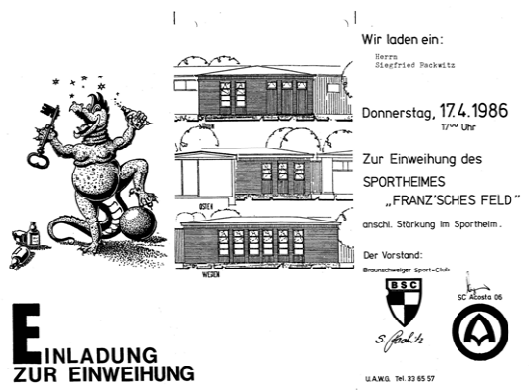 EINLADUNG
ZUR EINWEIHUNG
OSTEN
WESTEN
Wir laden ein:
Herrn
Siegfried Packwitz
Donnerstag, 17.4.1986
17⁰⁰ Uhr
Zur Einweihung des
SPORTHEIMES
„FRANZ'SCHES FELD"
anschl. Stärkung im Sportheim.
Der Vorstand:
Braunschweiger Sport-Club
BSC
SC Acosta 06
U.A.W.G. Tel. 33 65 57